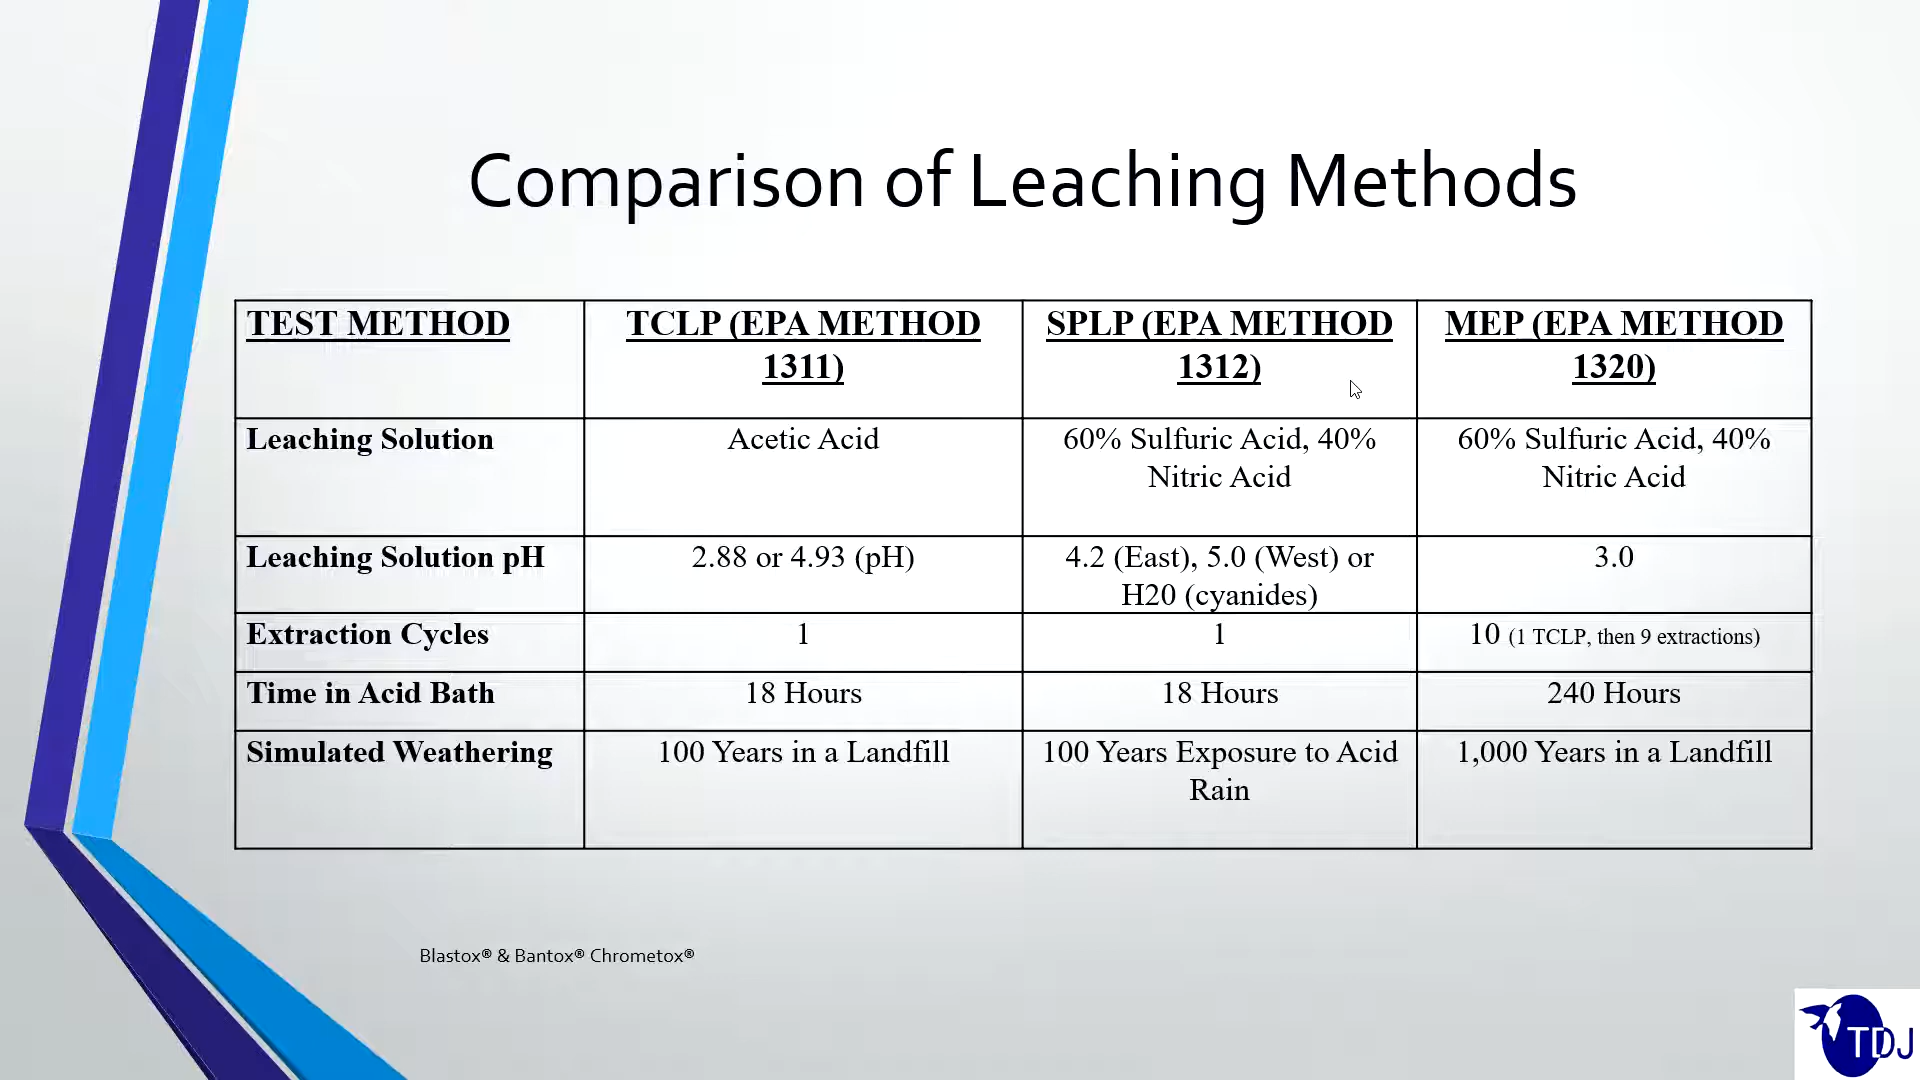 Comparison of Leaching Methods
TEST METHOD
TCLP (EPA METHOD
1311)
SPLP (EPA METHOD
1312)
MEP (EPA METHOD
1320)
Leaching Solution
Acetic Acid
60% Sulfuric Acid, 40%
Nitric Acid
60% Sulfuric Acid, 40%
Nitric Acid
Leaching Solution pH
2.88 or 4.93 (pH)
4.2 (East), 5.0 (West) or
H20 (cyanides)
3.0
Extraction Cycles
1
1
10 (1 TCLP, then 9 extractions)
Time in Acid Bath
18 Hours
18 Hours
240 Hours
Simulated Weathering
100 Years in a Landfill
100 Years Exposure to Acid
Rain
1,000 Years in a Landfill
Blastox® & Bantox® Chrometox®
TDJ